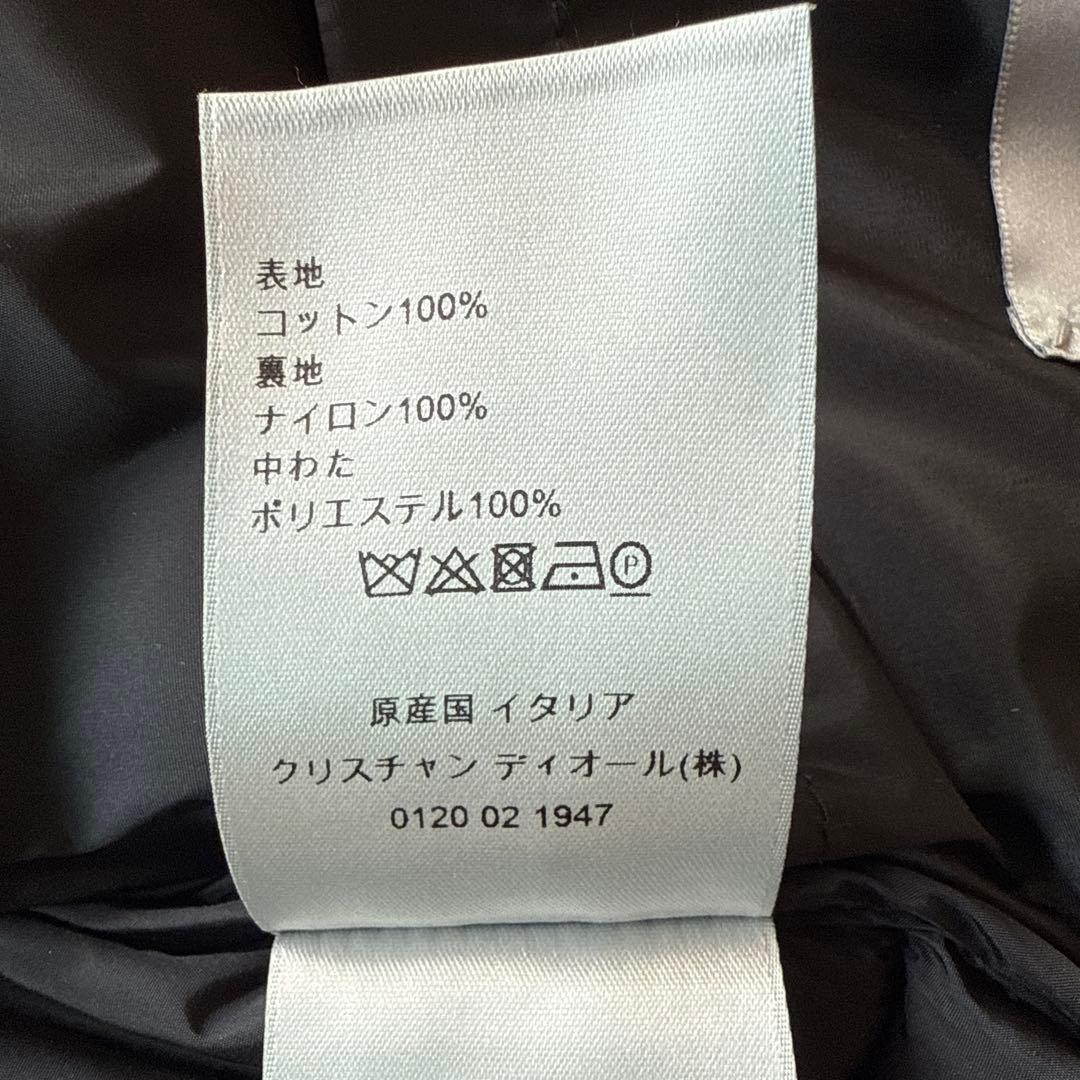 表地
コットン100%
裏地
ナイロン100%
中わた
ポリエステル100%
P
原産国 イタリア
クリスチャン ディオール(株)
0120 02 1947